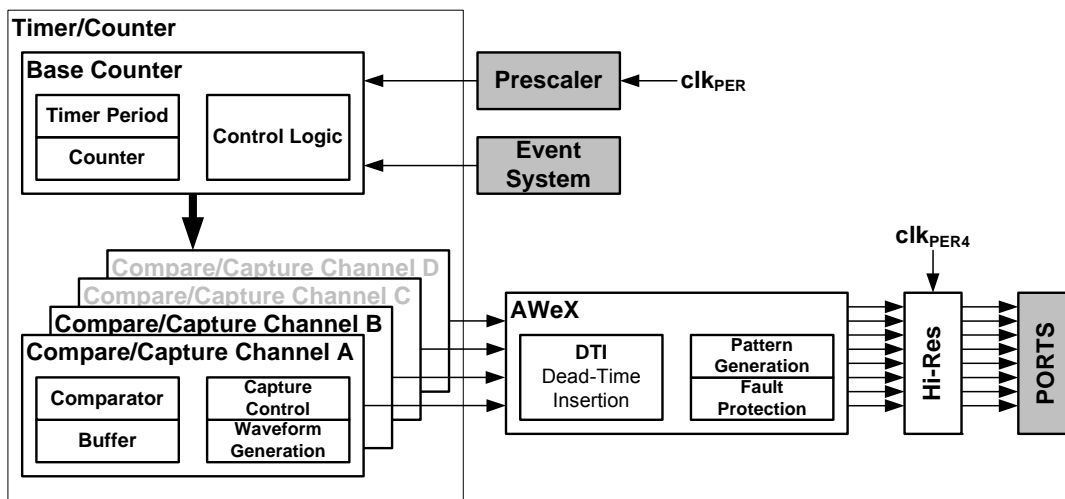 Timer/Counter
Base Counter
Timer Period
Counter
Control Logic
Prescaler
clkPER
Event
System
Compare/Capture Channel D
Compare/Capture Channel C
Compare/Capture Channel B
Compare/Capture Channel A
Comparator
Buffer
Capture
Control
Waveform
Generation
AWeX
DTI
Dead-Time
Insertion
Pattern
Generation
Fault
Protection
clkPER4
Hi-Res
PORTS